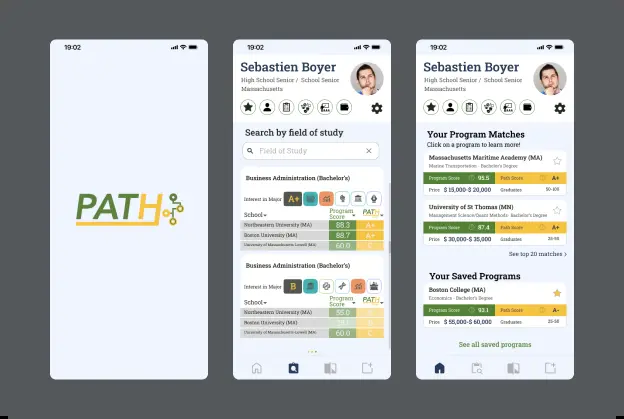 19:02
PATH
19:02
Sebastien Boyer
High School Senior / School Senior
Massachusetts
Search by field of study
Field of Study
Business Administration (Bachelor's)
Interest in Major A+
School Program Score PATH
Northeastern University (MA) 88.3 A+
Boston University (MA) 88.7 A+
University of Massachusetts-Lowell (MA) 60.0 C
Business Administration (Bachelor's)
Interest in Major B
School Program Score PATH
Northeastern University (MA)
Boston University (MA)
University of Massachusetts-Lowell (MA) 60.0 C
19:02
Sebastien Boyer
High School Senior / School Senior
Massachusetts
Your Program Matches
Click on a program to learn more!
Massachusetts Maritime Academy (MA)
Marine Transportation · Bachelor's Degree
Program Score 95.5 Path Score A+
Price $ 15,000-$ 20,000 Graduates 50-100
University of St Thomas (MN)
Management Science/Quant Methods · Bachelor's Degree
Program Score 87.4 Path Score A+
Price $ 30,000-$ 35,000 Graduates 25-50
See top 20 matches >
Your Saved Programs
Boston College (MA)
Economics · Bachelor's Degree
Program Score 93.1 Path Score A-
Price $ 55,000-$ 60,000 Graduates 25-50
See all saved programs